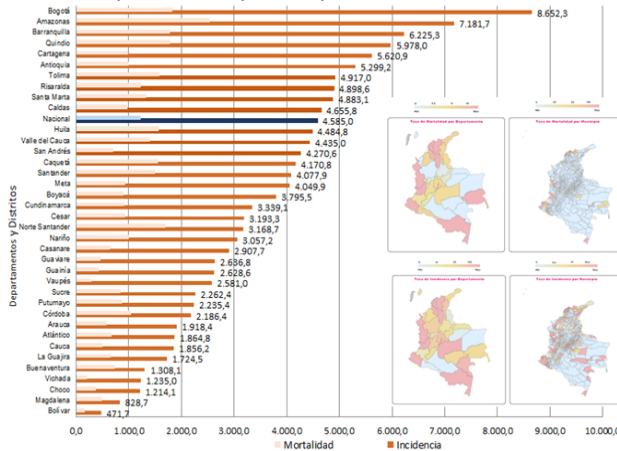 Departamentos y Distritos
Bogotá 8.652,3
Amazonas 7.181,7
Barranquilla 6.225,3
Quindio 5.978,0
Cartagena 5.620,9
Antioquia 5.299,2
Tolima 4.917,0
Risaralda 4.898,6
Santa Marta 4.883,1
Caldas 4.655,8
Nacional 4.585,0
Huila 4.484,8
Valle del Cauca 4.435,0
San Andrés 4.270,6
Caquetá 4.170,8
Santander 4.077,9
Meta 4.049,9
Boyacá 3.795,5
Cundinamarca 3.339,1
Cesar 3.193,3
Norte Santander 3.168,7
Nariño 3.057,2
Casanare 2.907,7
Guaviare 2.636,8
Guainía 2.628,6
Vaupés 2.581,0
Sucre 2.262,4
Putumayo 2.235,4
Córdoba 2.186,4
Arauca 1.918,4
Atlántico 1.864,8
Cauca 1.856,2
La Guajira 1.724,5
Buenaventura 1.308,1
Vichada 1.235,0
Choco 1.214,1
Magdalena 828,7
Bolívar 471,7
Tasa de Mortalidad por Departamento
Tasa de Mortalidad por Municipio
Tasa de Incidencia por Departamento
Tasa de Incidencia por Municipio
0,0 1.000,0 2.000,0 3.000,0 4.000,0 5.000,0 6.000,0 7.000,0 8.000,0 9.000,0 10.000,0
Mortalidad Incidencia